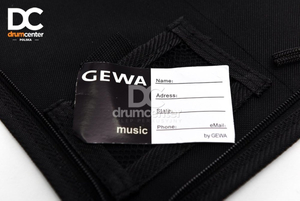 DC
drumcenter
POLSKA
GEWA
music
Name:
Adress:
State:
Phone: eMail:
by GEWA
DC
drumcenter